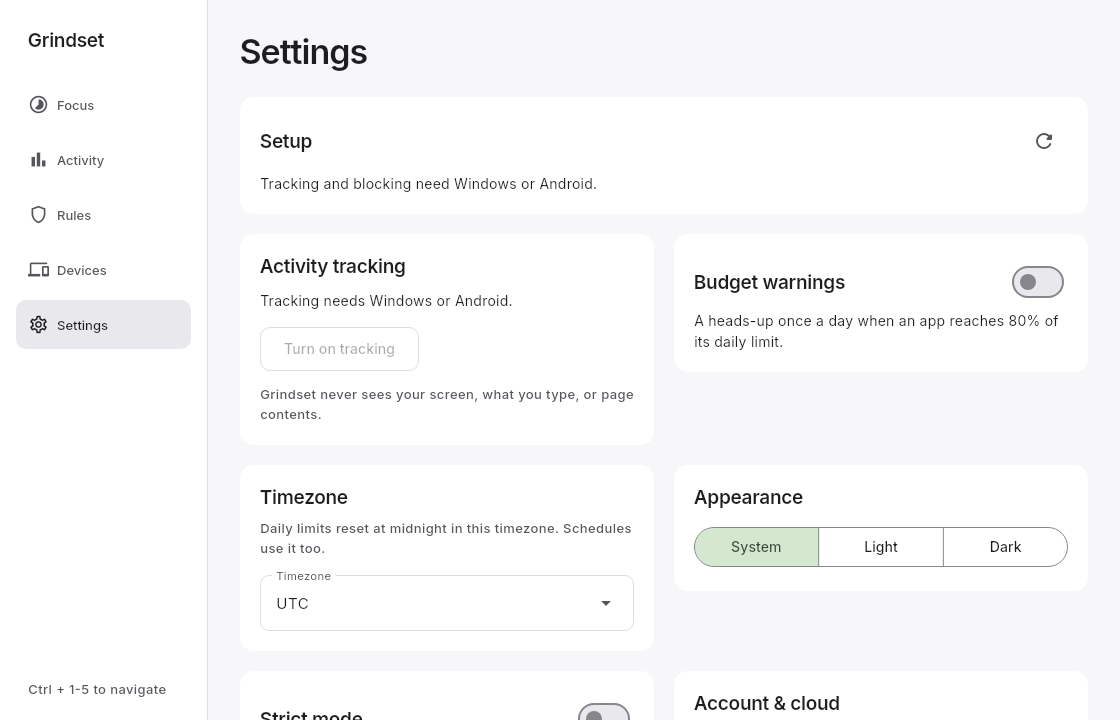 Grindset
Focus
Activity
Rules
Devices
Settings
Ctrl + 1-5 to navigate
Settings
Setup
Tracking and blocking need Windows or Android.
Activity tracking
Tracking needs Windows or Android.
Turn on tracking
Grindset never sees your screen, what you type, or page
contents.
Budget warnings
A heads-up once a day when an app reaches 80% of
its daily limit.
Timezone
Daily limits reset at midnight in this timezone. Schedules
use it too.
Timezone
UTC
Appearance
System
Light
Dark
Strict mode
Account & cloud